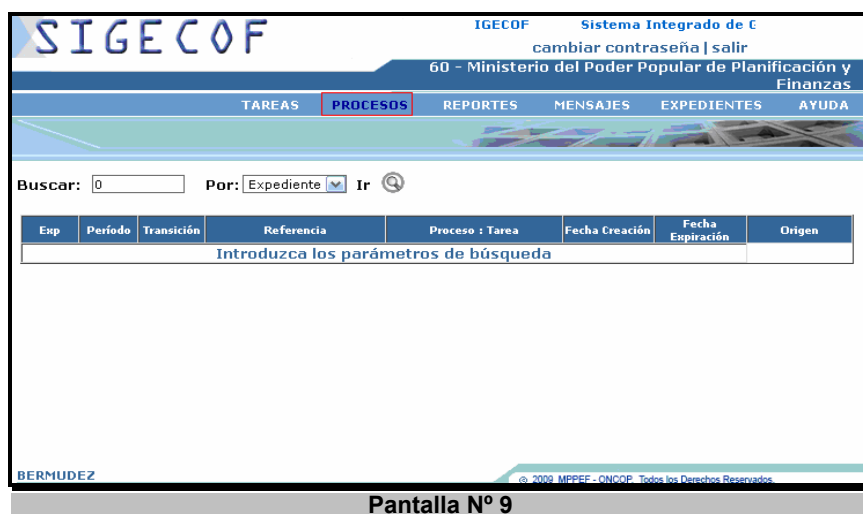 SIGECOF
IGECOF Sistema Integrado de C
cambiar contraseña | salir
60 - Ministerio del Poder Popular de Planificación y
Finanzas
TAREAS PROCESOS REPORTES MENSAJES EXPEDIENTES AYUDA
Buscar: 0 Por: Expediente Ir
Exp Período Transición Referencia Proceso : Tarea Fecha Creación Fecha Expiración Origen
Introduzca los parámetros de búsqueda
BERMUDEZ
© 2009 MPPEF - ONCOP. Todos los Derechos Reservados.
Pantalla Nº 9